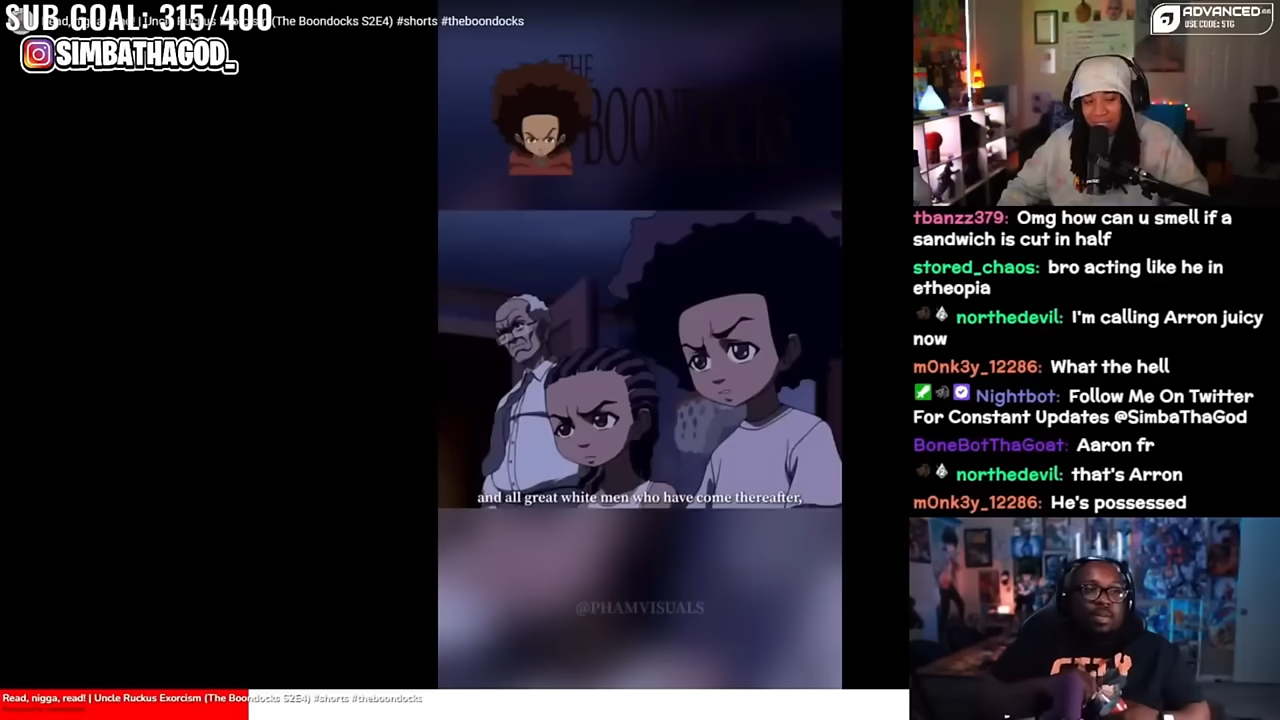 SUB GOAL: 315/400
(The Boondocks S2E4) #shorts #theboondocks
SIMBATHAGOD_
THE
BOONDOCKS
and all great white men who have come thereafter,
@PHAMVISUALS
Read, nigga, read! | Uncle Ruckus Exorcism (The Boondocks S2E4) #shorts #theboondocks
ADVANCED.GG
USE CODE: STG
tbanzz379: Omg how can u smell if a
sandwich is cut in half
stored_chaos: bro acting like he in
etheopia
northedevil: I'm calling Arron juicy
now
m0nk3y_12286: What the hell
Nightbot: Follow Me On Twitter
For Constant Updates @SimbaThaGod
BoneBotThaGoat: Aaron fr
northedevil: that's Arron
m0nk3y_12286: He's possessed